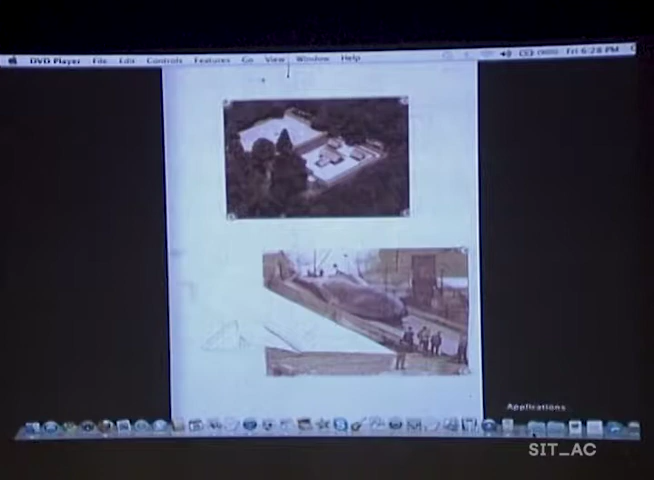 DVD Player File Edit Controls Features Go View Window Help Fri 6:28 PM
Applications
SIT_AC